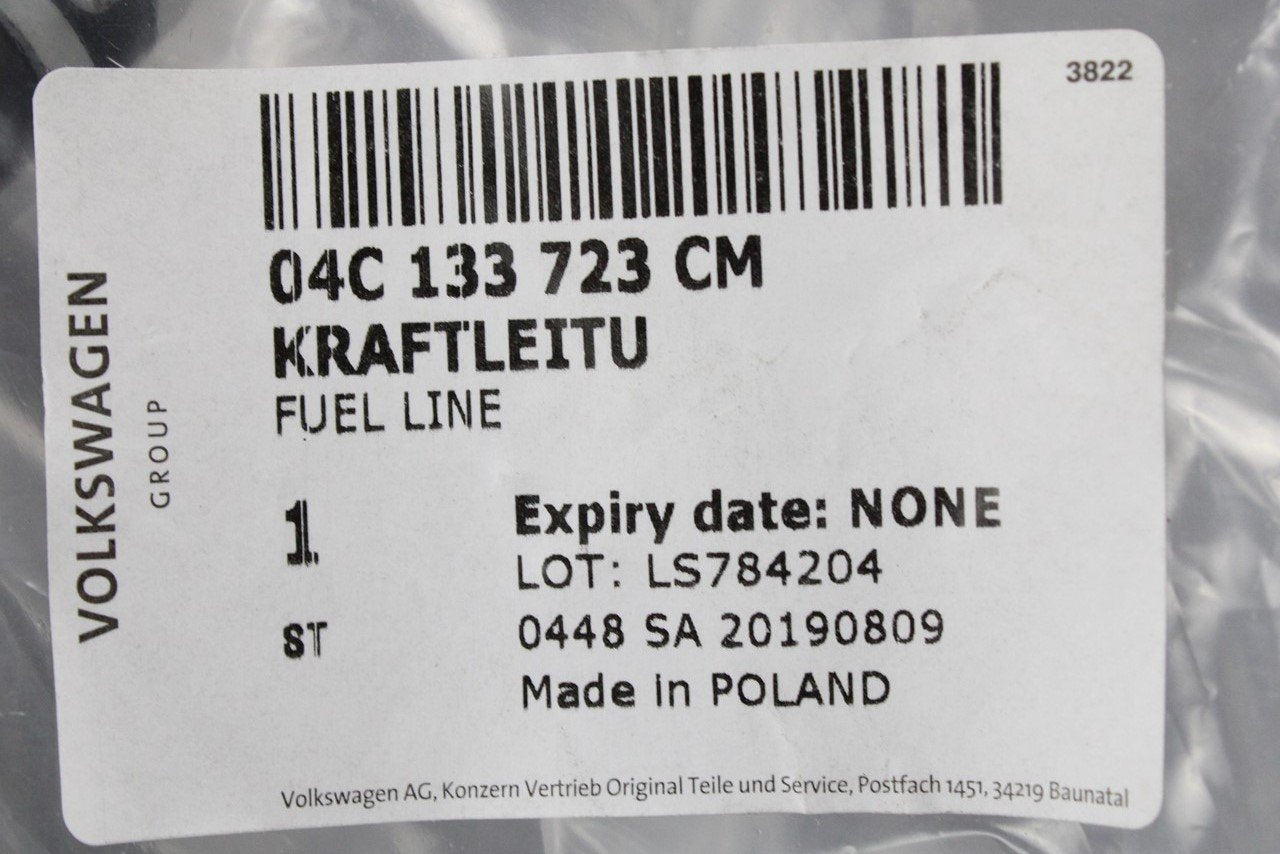 3822
04C 133 723 CM
KRAFTLEITU
FUEL LINE
VOLKSWAGEN
GROUP
1
ST
Expiry date: NONE
LOT: LS784204
0448 SA 20190809
Made in POLAND
Volkswagen AG, Konzern Vertrieb Original Teile und Service, Postfach 1451, 34219 Baunatal